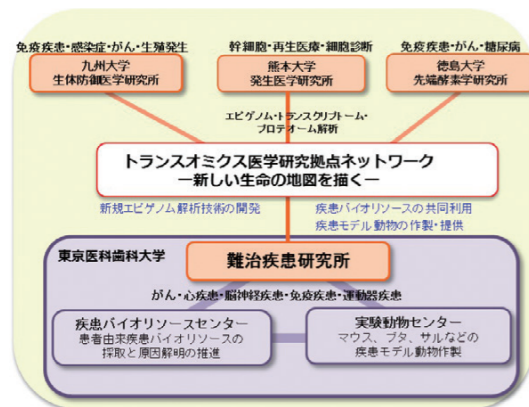 免疫疾患・感染症・がん・生殖発生
九州大学
生体防御医学研究所
幹細胞・再生医療・細胞診断
熊本大学
発生医学研究所
免疫疾患・がん・糖尿病
徳島大学
先端酵素学研究所
エピゲノム・トランスクリプトーム・
プロテオーム解析
トランスオミクス医学研究拠点ネットワーク
―新しい生命の地図を描く―
新規エピゲノム解析技術の開発
疾患バイオリソースの共同利用
疾患モデル動物の作製・提供
東京医科歯科大学
難治疾患研究所
がん・心疾患・脳神経疾患・免疫疾患・運動器疾患
疾患バイオリソースセンター
患者由来疾患バイオリソースの
採取と原因解明の推進
実験動物センター
マウス、ブタ、サルなどの
疾患モデル動物作製